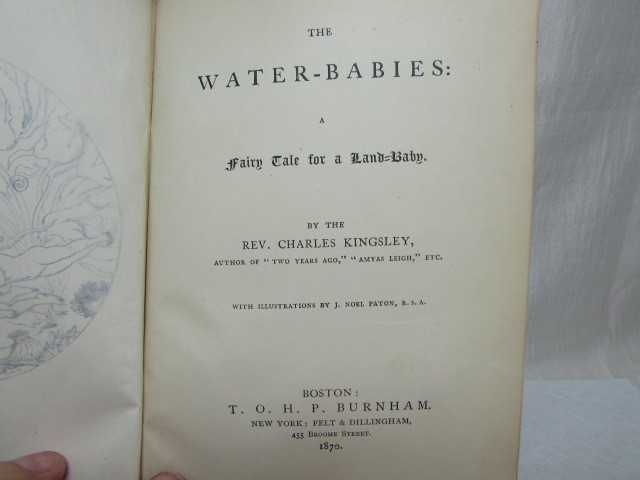 THE
WATER-BABIES:
A
Fairy Tale for a Land-Baby.
BY THE
REV. CHARLES KINGSLEY,
AUTHOR OF "TWO YEARS AGO," "AMYAS LEIGH," ETC.
WITH ILLUSTRATIONS BY J. NOEL PATON, R. S. A.
BOSTON:
T. O. H. P. BURNHAM.
NEW YORK: FELT & DILLINGHAM,
455 BROOME STREET.
1870.